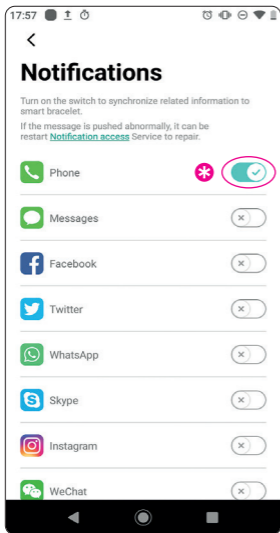 17:57
Notifications
Turn on the switch to synchronize related information to
smart bracelet.
If the message is pushed abnormally, it can be
restart Notification access Service to repair.
Phone
Messages
Facebook
Twitter
WhatsApp
Skype
Instagram
WeChat